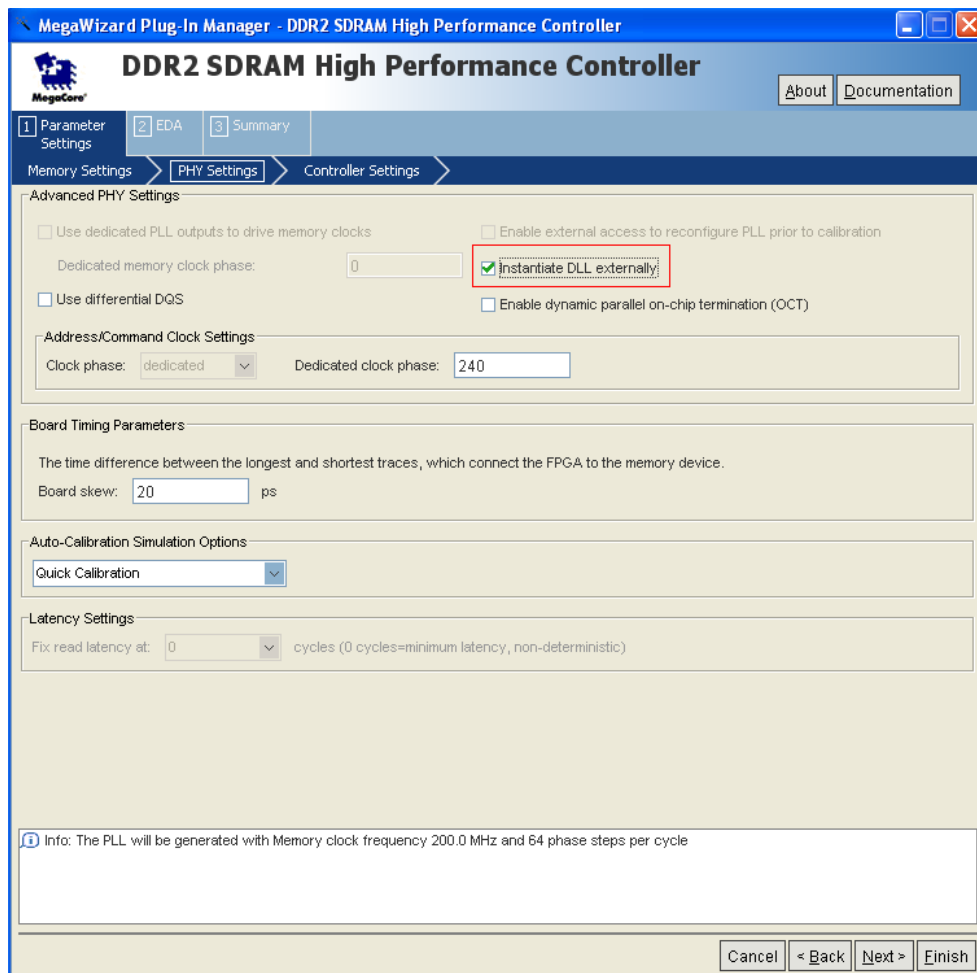 MegaWizard Plug-In Manager - DDR2 SDRAM High Performance Controller
DDR2 SDRAM High Performance Controller
MegaCore®
About Documentation
1 Parameter Settings 2 EDA 3 Summary
Memory Settings PHY Settings Controller Settings
Advanced PHY Settings
Use dedicated PLL outputs to drive memory clocks Enable external access to reconfigure PLL prior to calibration
Dedicated memory clock phase: 0 Instantiate DLL externally
Use differential DQS Enable dynamic parallel on-chip termination (OCT)
Address/Command Clock Settings
Clock phase: dedicated Dedicated clock phase: 240
Board Timing Parameters
The time difference between the longest and shortest traces, which connect the FPGA to the memory device.
Board skew: 20 ps
Auto-Calibration Simulation Options
Quick Calibration
Latency Settings
Fix read latency at: 0 cycles (0 cycles=minimum latency, non-deterministic)
Info: The PLL will be generated with Memory clock frequency 200.0 MHz and 64 phase steps per cycle
Cancel < Back Next > Finish